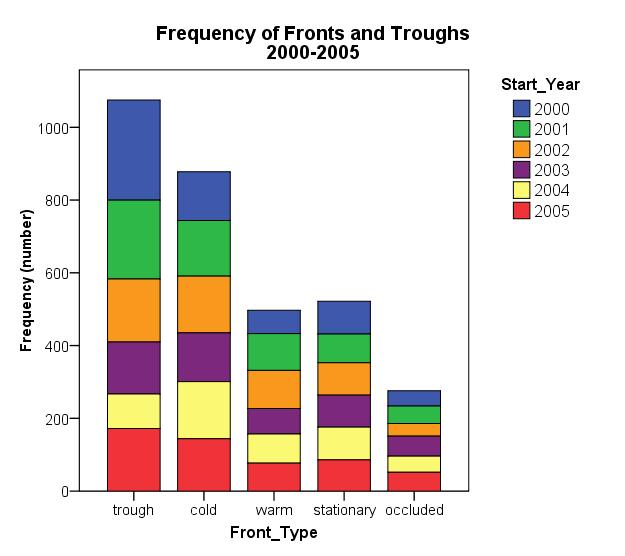 Frequency of Fronts and Troughs
2000-2005
Start_Year
2000
2001
2002
2003
2004
2005
Frequency (number)
1000
800
600
400
200
0
trough cold warm stationary occluded
Front_Type